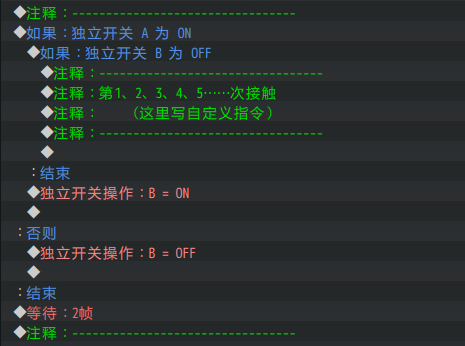 ◆注释：---------------------------------
◆如果：独立开关 A 为 ON
◆如果：独立开关 B 为 OFF
◆注释：---------------------------------
◆注释：第1、2、3、4、5……次接触
◆注释：　　（这里写自定义指令）
◆注释：---------------------------------
◆
：结束
◆独立开关操作：B = ON
◆
：否则
◆独立开关操作：B = OFF
◆
：结束
◆等待：2帧
◆注释：---------------------------------